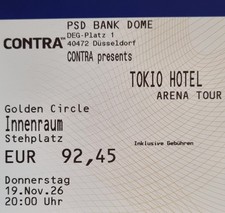 PSD BANK DOME
DEG-Platz 1
40472 Düsseldorf
CONTRA
CONTRA presents
TOKIO HOTEL
ARENA TOUR
Golden Circle
Innenraum
Stehplatz
Inklusive Gebühren
EUR 92,45
Donnerstag
19.Nov.26
20:00 Uhr